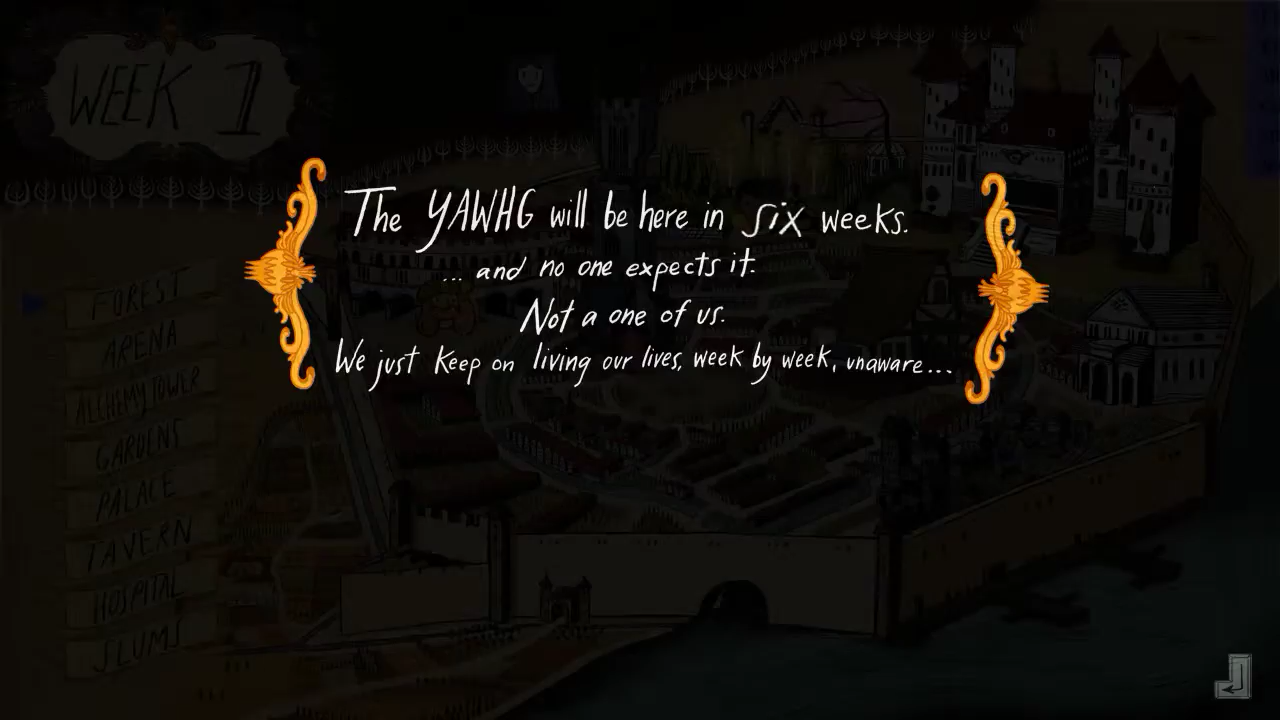 WEEK 1
The YAWHG will be here in six weeks.
... and no one expects it.
Not a one of us.
We just keep on living our lives, week by week, unaware...
FOREST
ARENA
ALCHEMY TOWER
GARDENS
PALACE
TAVERN
HOSPITAL
SLUMS